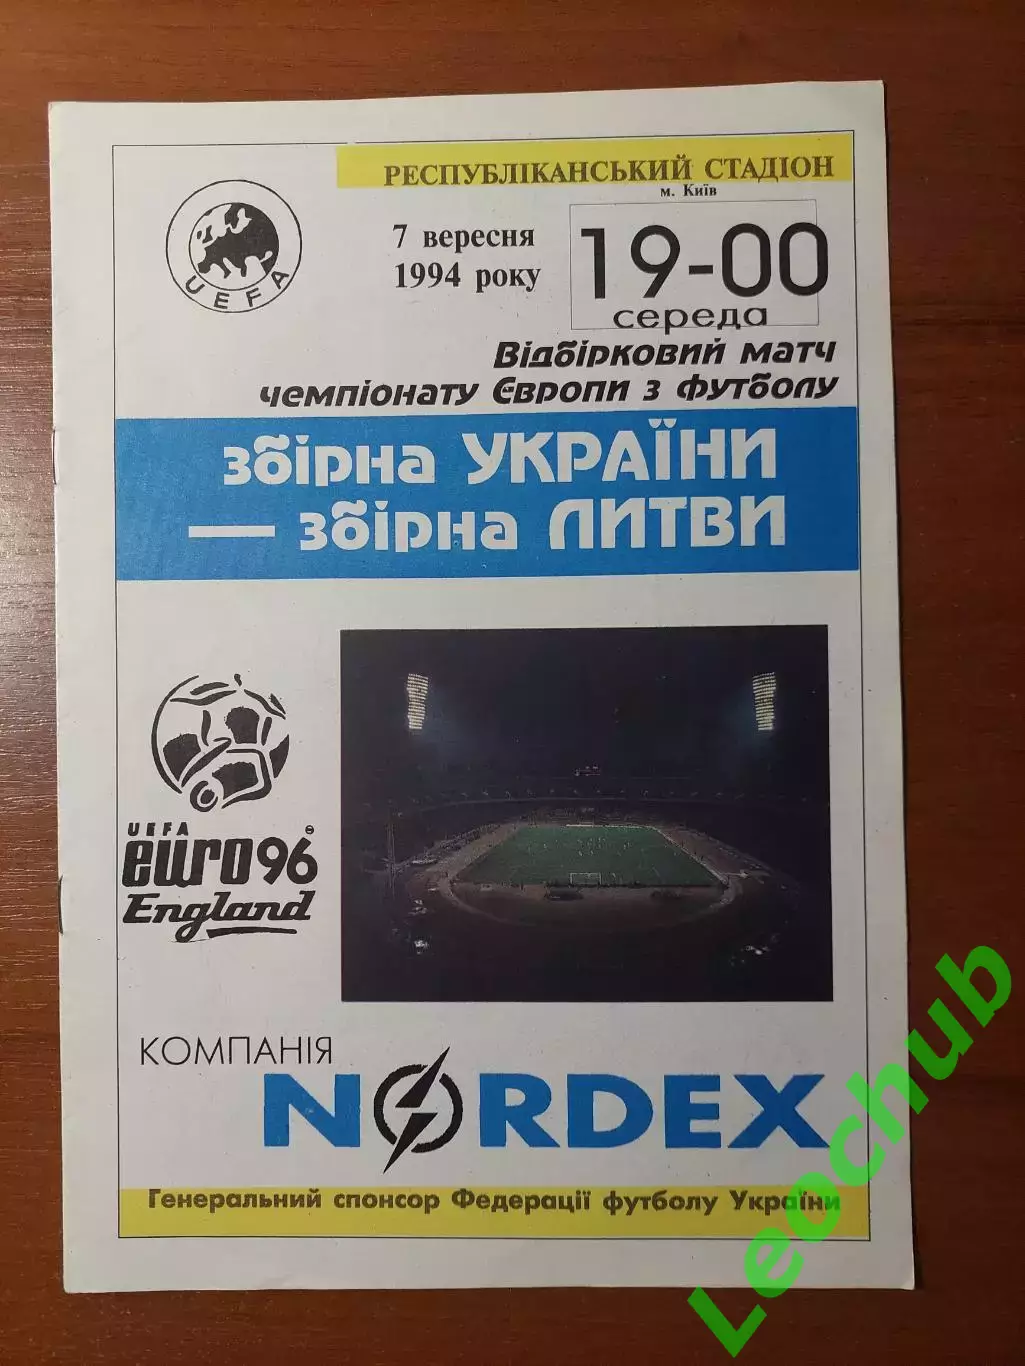 РЕСПУБЛІКАНСЬКИЙ СТАДІОН
м. Київ
UEFA
7 вересня
1994 року
19-00
середа
Відбірковий матч
чемпіонату Європи з футболу
збірна УКРАЇНИ
— збірна ЛИТВИ
UEFA
euro96
England
КОМПАНІЯ
NORDEX
Генеральний спонсор Федерації футболу України
Leochub